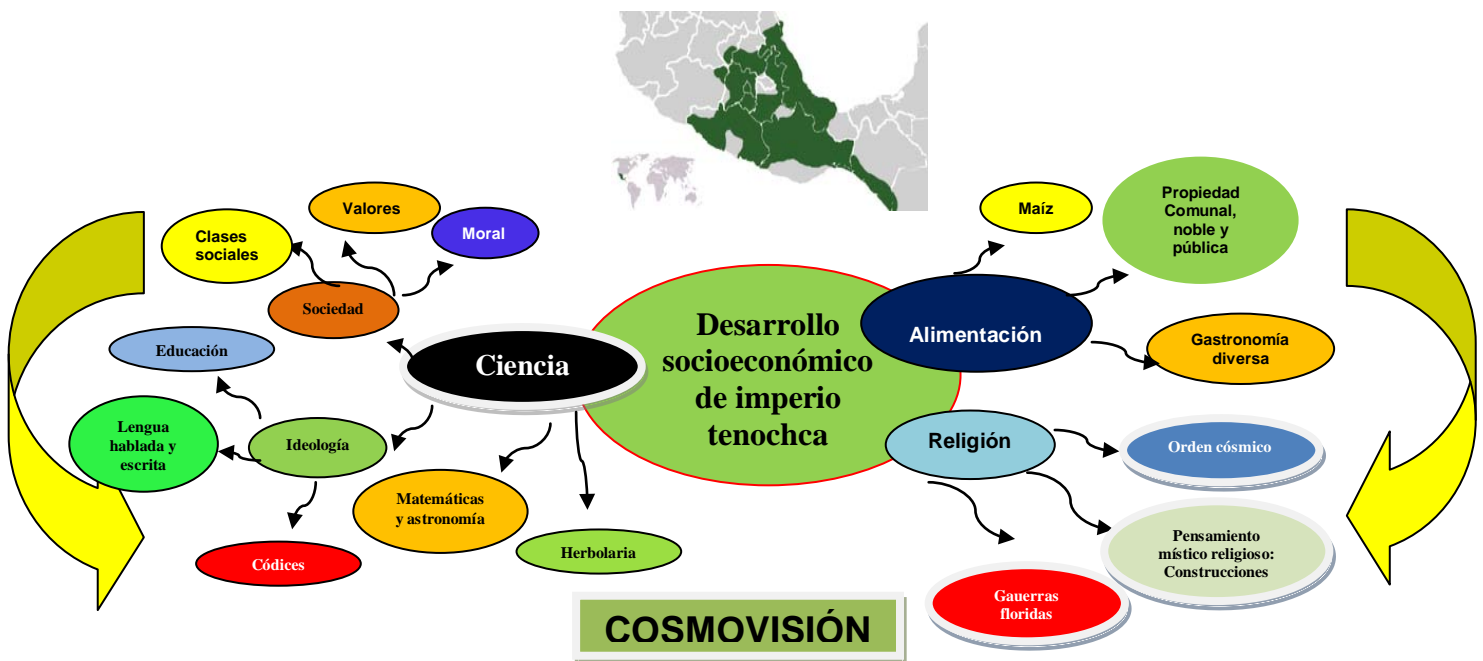 Valores
Moral
Clases
sociales
Sociedad
Maíz
Propiedad
Comunal,
noble y
pública
Educación
Ciencia
Desarrollo
socioeconómico
de imperio
tenochca
Alimentación
Gastronomía
diversa
Lengua
hablada y
escrita
Ideología
Religión
Orden cósmico
Matemáticas
y astronomía
Códices
Herbolaria
Pensamiento
místico religioso:
Construcciones
Gauerras
floridas
COSMOVISIÓN